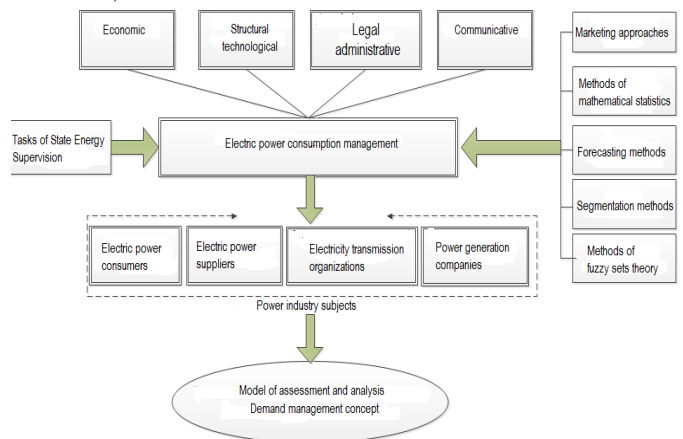 Economic
Structural
technological
Legal
administrative
Communicative
Marketing approaches
Methods of
mathematical statistics
Tasks of State Energy
Supervision
Electric power consumption management
Forecasting methods
Segmentation methods
Electric power
consumers
Electric power
suppliers
Electricity transmission
organizations
Power generation
companies
Methods of
fuzzy sets theory
Power industry subjects
Model of assessment and analysis
Demand management concept